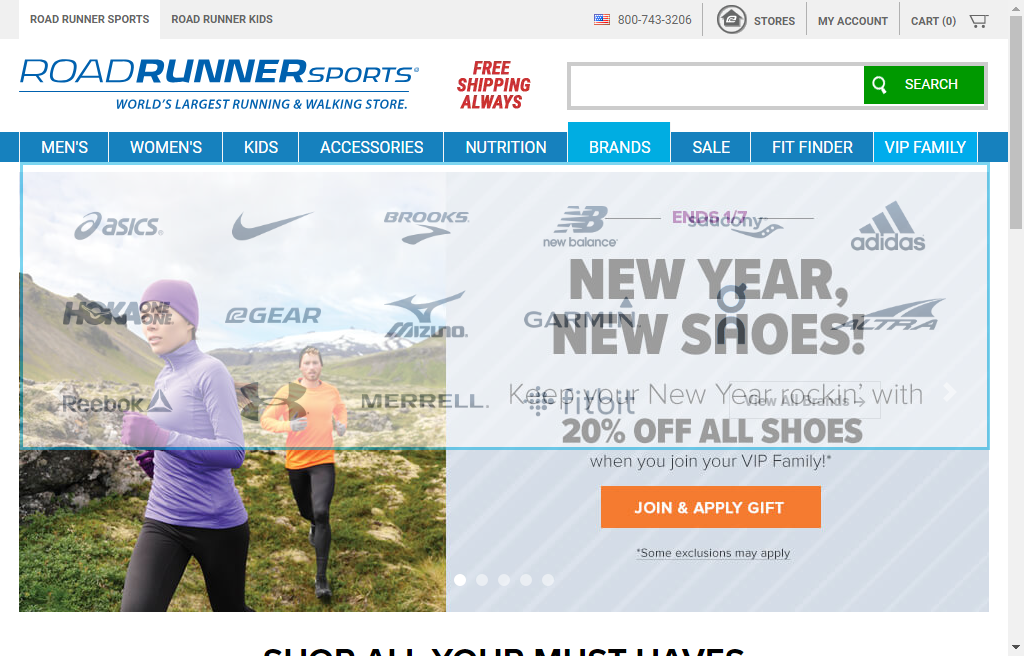 ROAD RUNNER SPORTS
ROAD RUNNER KIDS
800-743-3206
STORES
MY ACCOUNT
CART (0)
ROADRUNNERSPORTS
WORLD'S LARGEST RUNNING & WALKING STORE.
FREE
SHIPPING
ALWAYS
SEARCH
MEN'S
WOMEN'S
KIDS
ACCESSORIES
NUTRITION
BRANDS
SALE
FIT FINDER
VIP FAMILY
asics
BROOKS
new balance
ENDS 1/7
saucony
adidas
NEW YEAR,
NEW SHOES!
HOKA ONE ONE
GEAR
MIZUNO
GARMIN
ALTRA
Reebok
MERRELL
fitbit
Keep your New Year rockin' with
View All Brands
20% OFF ALL SHOES
when you join your VIP Family!*
JOIN & APPLY GIFT
*Some exclusions may apply
SHOP ALL YOUR MUST HAVES